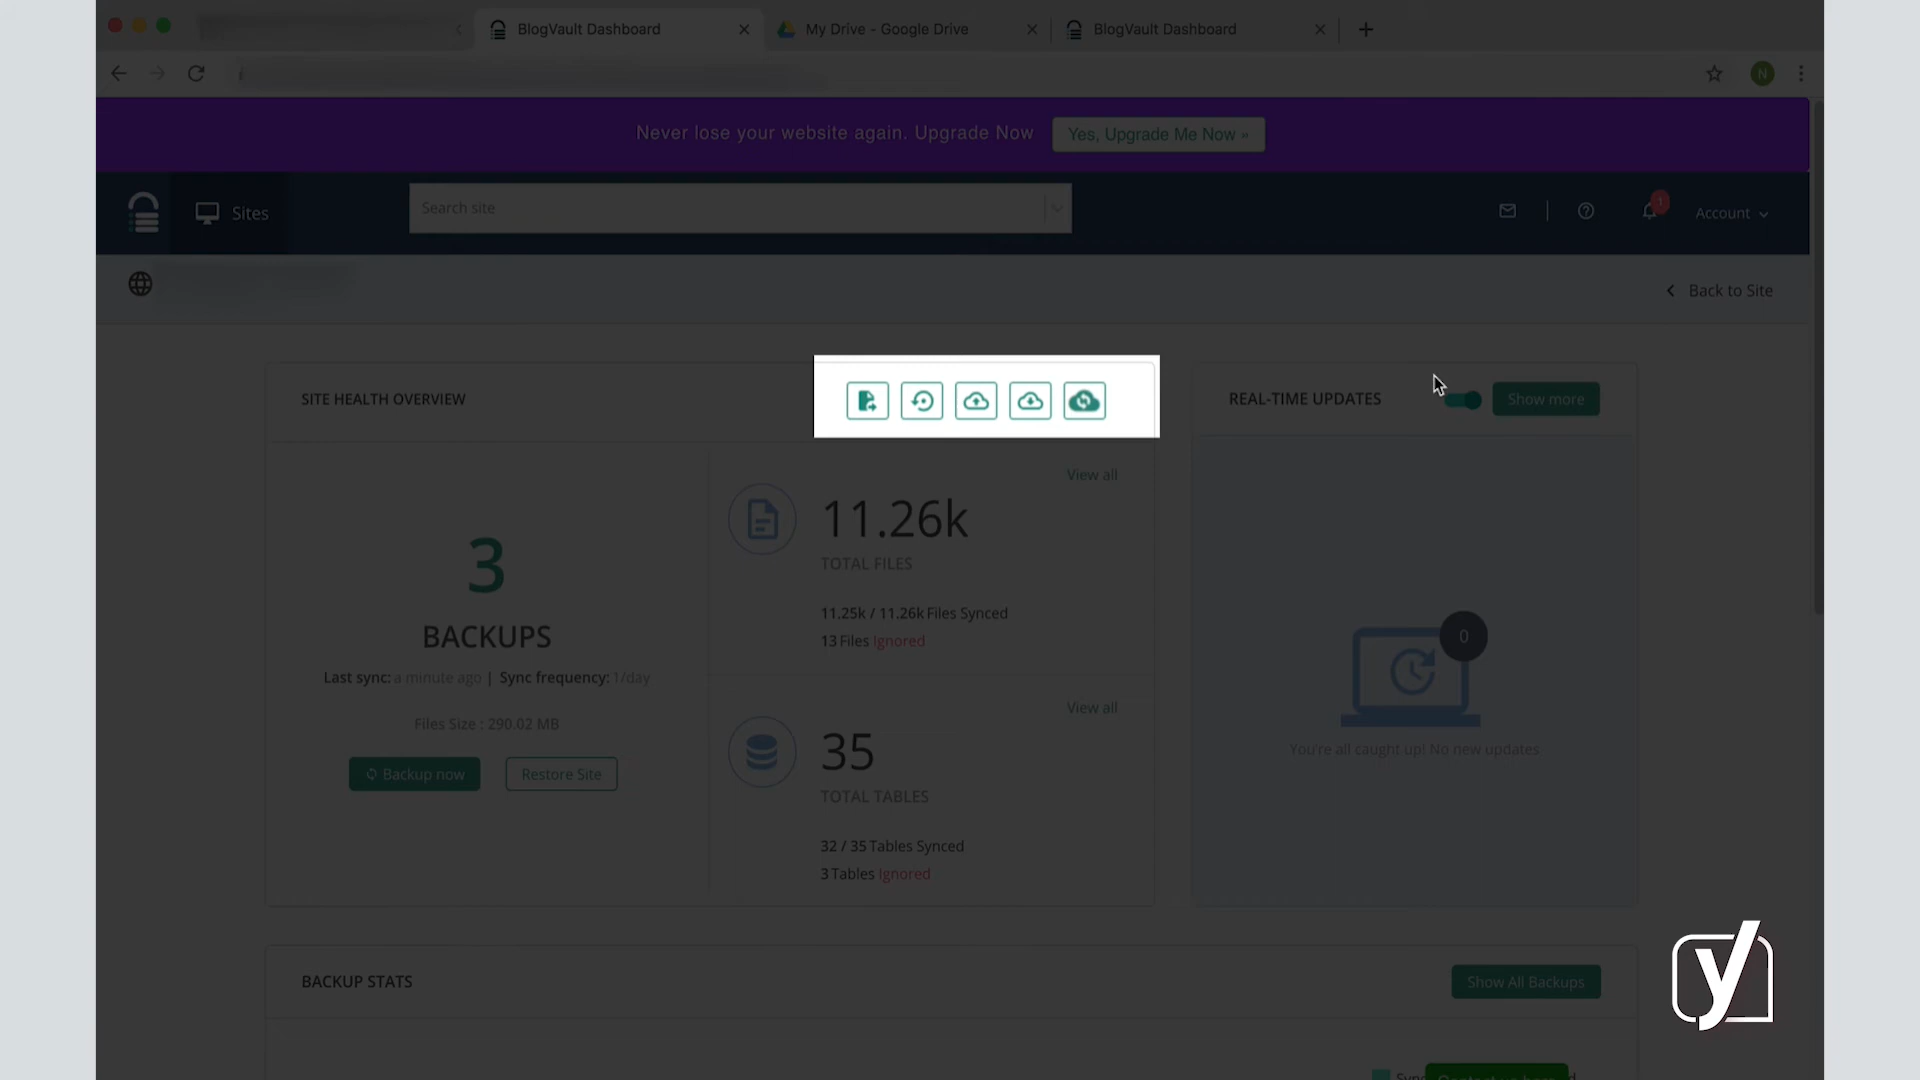 BlogVault Dashboard
My Drive - Google Drive
BlogVault Dashboard
N
Never lose your website again. Upgrade Now
Yes, Upgrade Me Now »
Sites
Search site
1
Account
Back to Site
SITE HEALTH OVERVIEW
REAL-TIME UPDATES
Show more
3
BACKUPS
Last sync: a minute ago | Sync frequency: 1/day
Files Size : 290.02 MB
Backup now
Restore Site
View all
11.26k
TOTAL FILES
11.25k / 11.26k Files Synced
13 Files Ignored
View all
35
TOTAL TABLES
32 / 35 Tables Synced
3 Tables Ignored
0
You're all caught up! No new updates
BACKUP STATS
Show All Backups
y